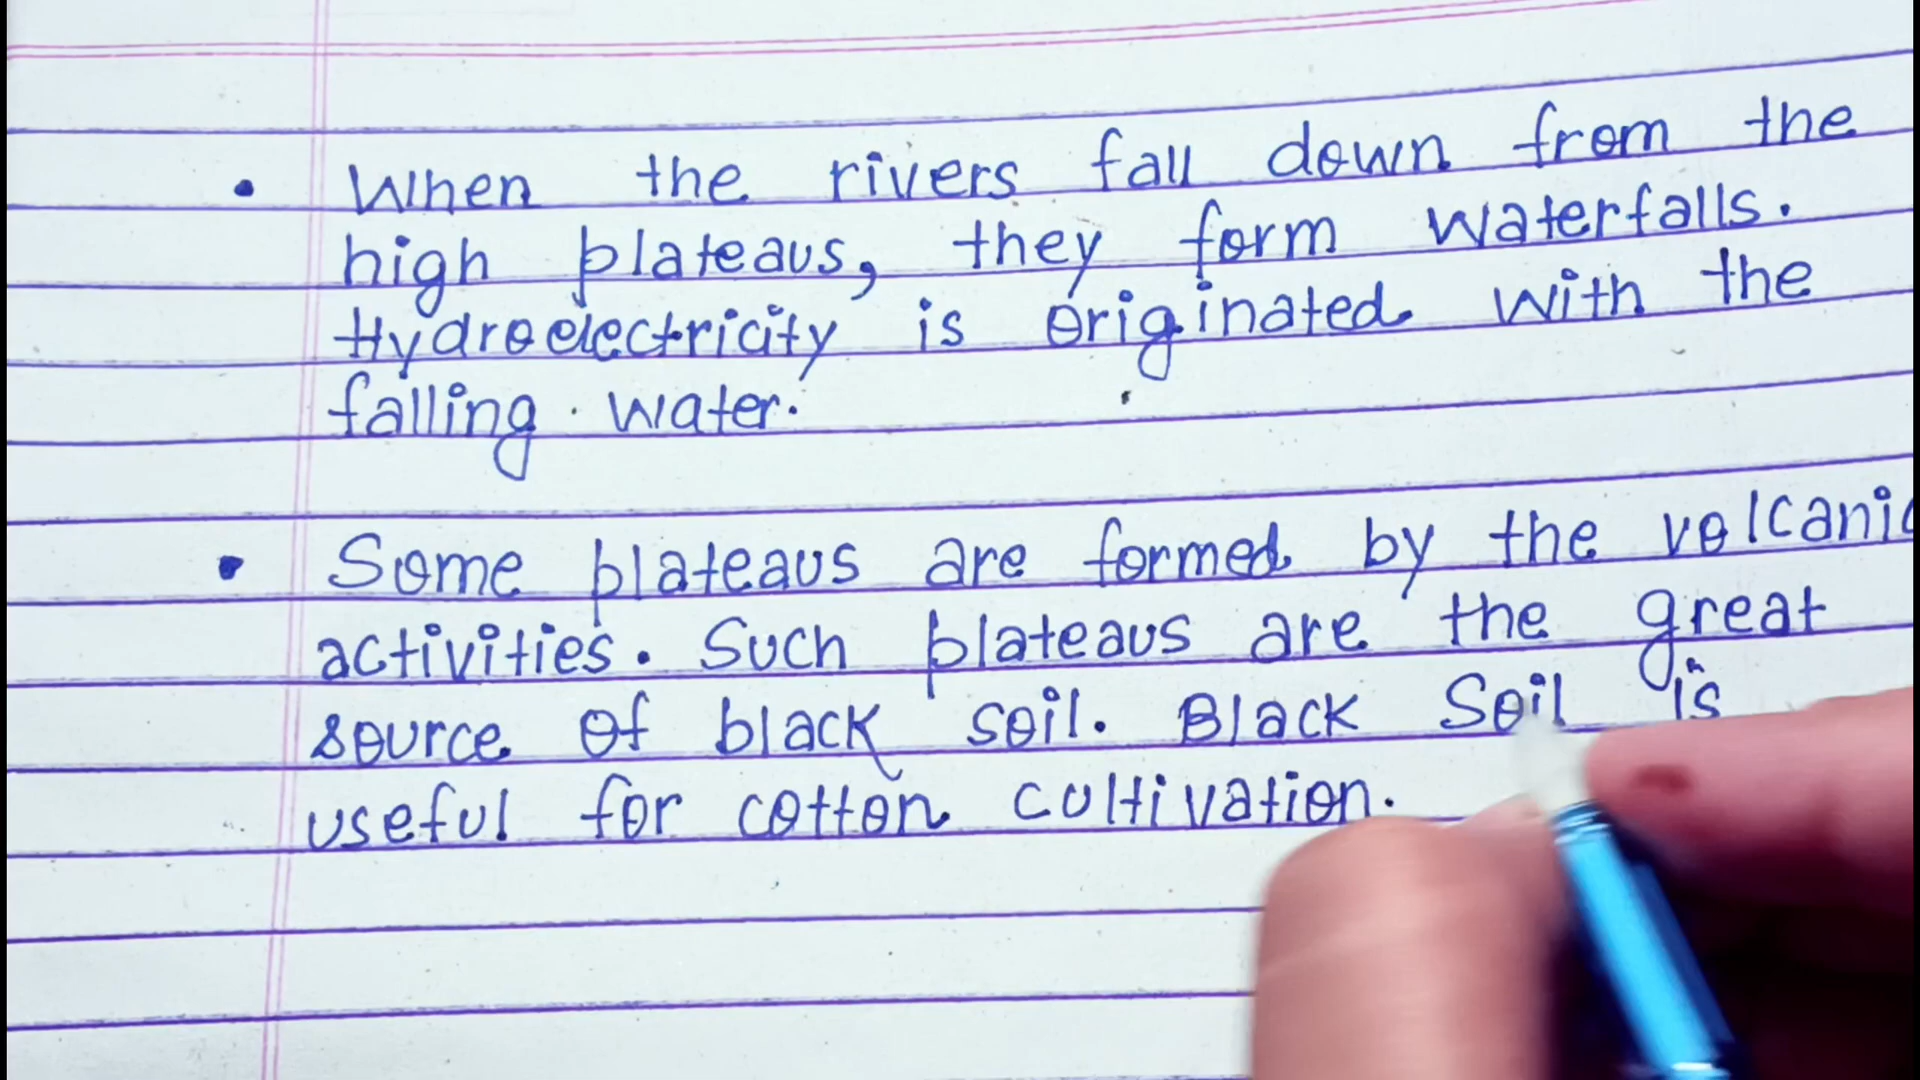 • When the rivers fall down from the
high plateaus, they form waterfalls.
Hydroelectricity is originated with the
falling water.
• Some plateaus are formed by the volcanic
activities. Such plateaus are the great
source of black soil. Black Soil is
useful for cotton cultivation.